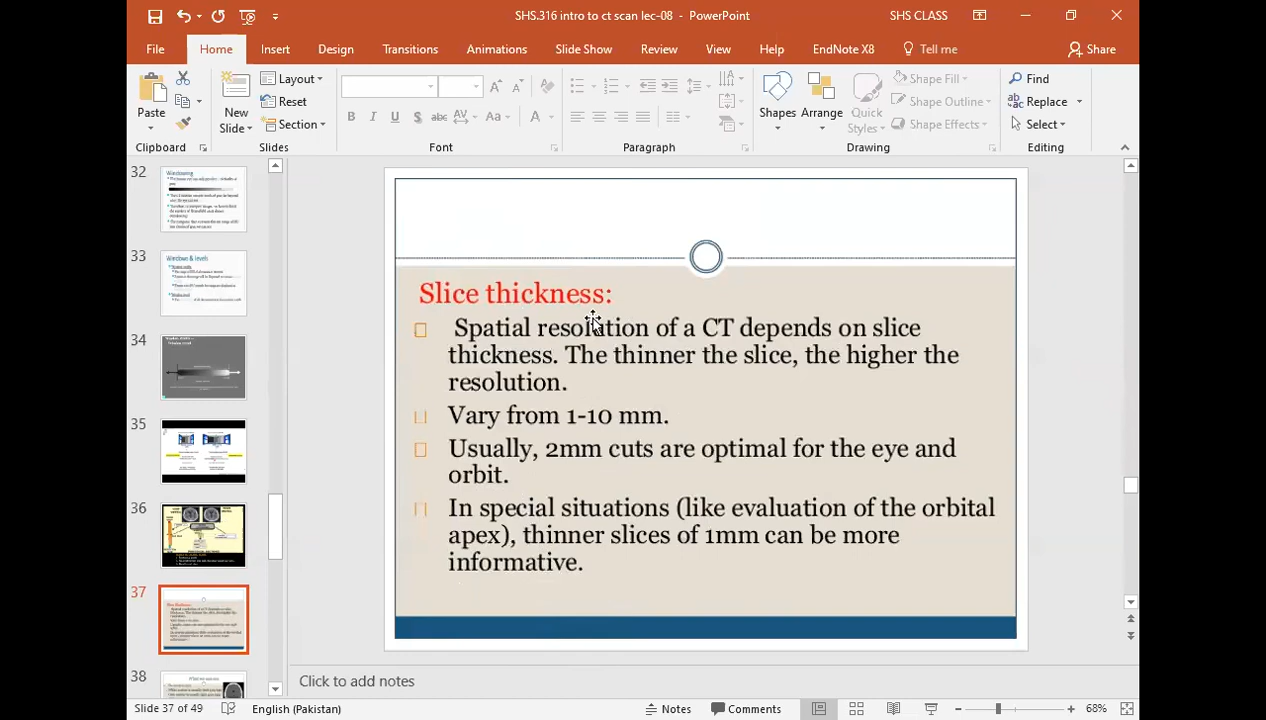 SHS.316 intro to ct scan lec-08 - PowerPoint
SHS CLASS
File Home Insert Design Transitions Animations Slide Show Review View Help EndNote X8 Tell me Share
Paste
Clipboard
New Slide
Layout
Reset
Section
Slides
B I U S abc AV Aa A
Font
Paragraph
Shapes
Arrange
Quick Styles
Shape Fill
Shape Outline
Shape Effects
Drawing
Find
Replace
Select
Editing
32
Windowing
33
Windows & levels
34
35
36
37
38
Slice thickness:
Spatial resolution of a CT depends on slice
thickness. The thinner the slice, the higher the
resolution.
Vary from 1-10 mm.
Usually, 2mm cuts are optimal for the eye and
orbit.
In special situations (like evaluation of the orbital
apex), thinner slices of 1mm can be more
informative.
Click to add notes
Slide 37 of 49 English (Pakistan) Notes Comments 68%